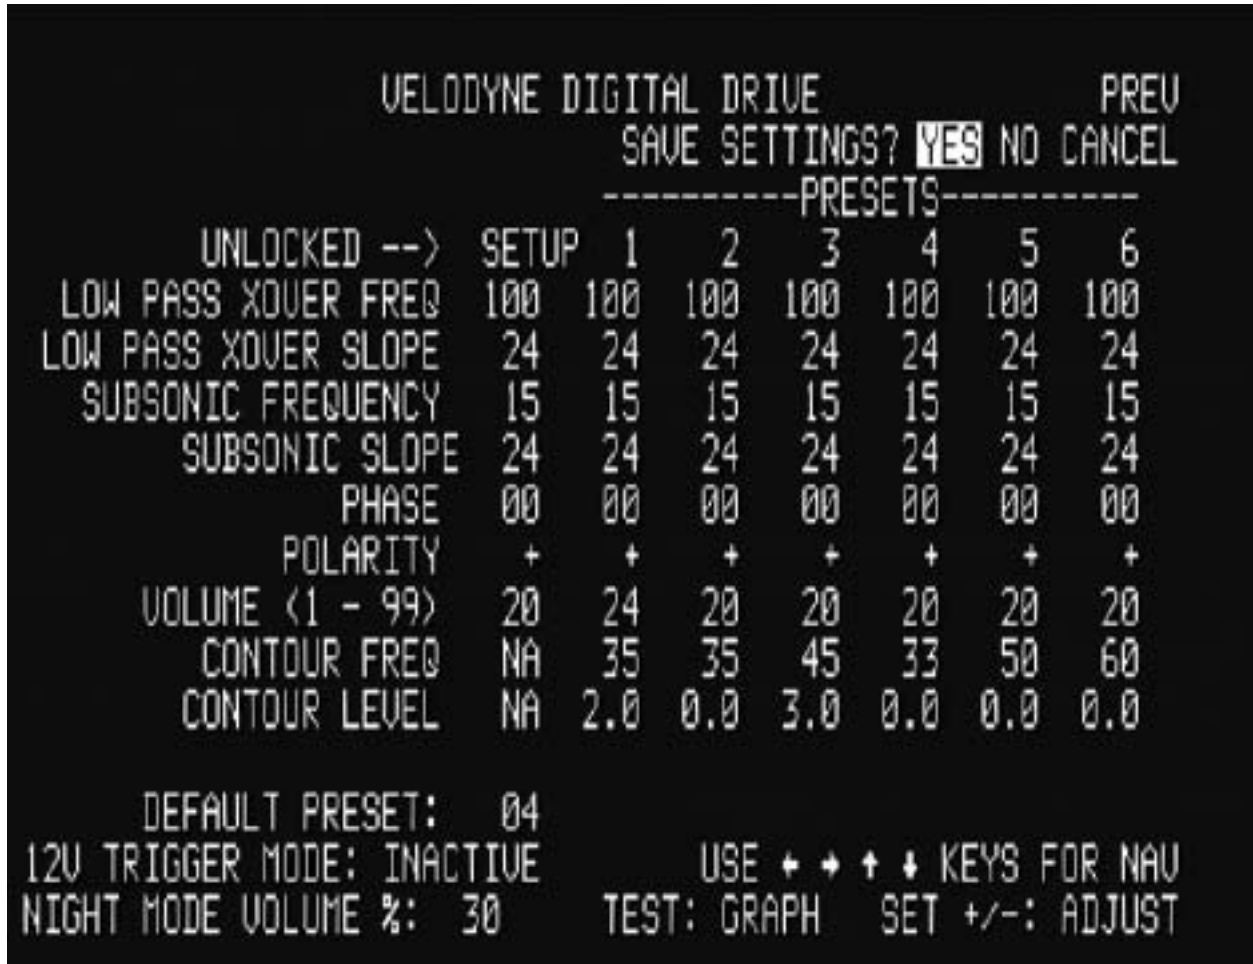 VELODYNE DIGITAL DRIVE PREV
SAVE SETTINGS? YES NO CANCEL
----------PRESETS----------
UNLOCKED --> SETUP 1 2 3 4 5 6
LOW PASS XOVER FREQ 100 100 100 100 100 100 100
LOW PASS XOVER SLOPE 24 24 24 24 24 24 24
SUBSONIC FREQUENCY 15 15 15 15 15 15 15
SUBSONIC SLOPE 24 24 24 24 24 24 24
PHASE 00 00 00 00 00 00 00
POLARITY + + + + + + +
VOLUME (1 - 99) 20 24 20 20 20 20 20
CONTOUR FREQ NA 35 35 45 33 50 60
CONTOUR LEVEL NA 2.0 0.0 3.0 0.0 0.0 0.0
DEFAULT PRESET: 04
12V TRIGGER MODE: INACTIVE USE ← → ↑ ↓ KEYS FOR NAV
NIGHT MODE VOLUME %: 30 TEST: GRAPH SET +/-: ADJUST